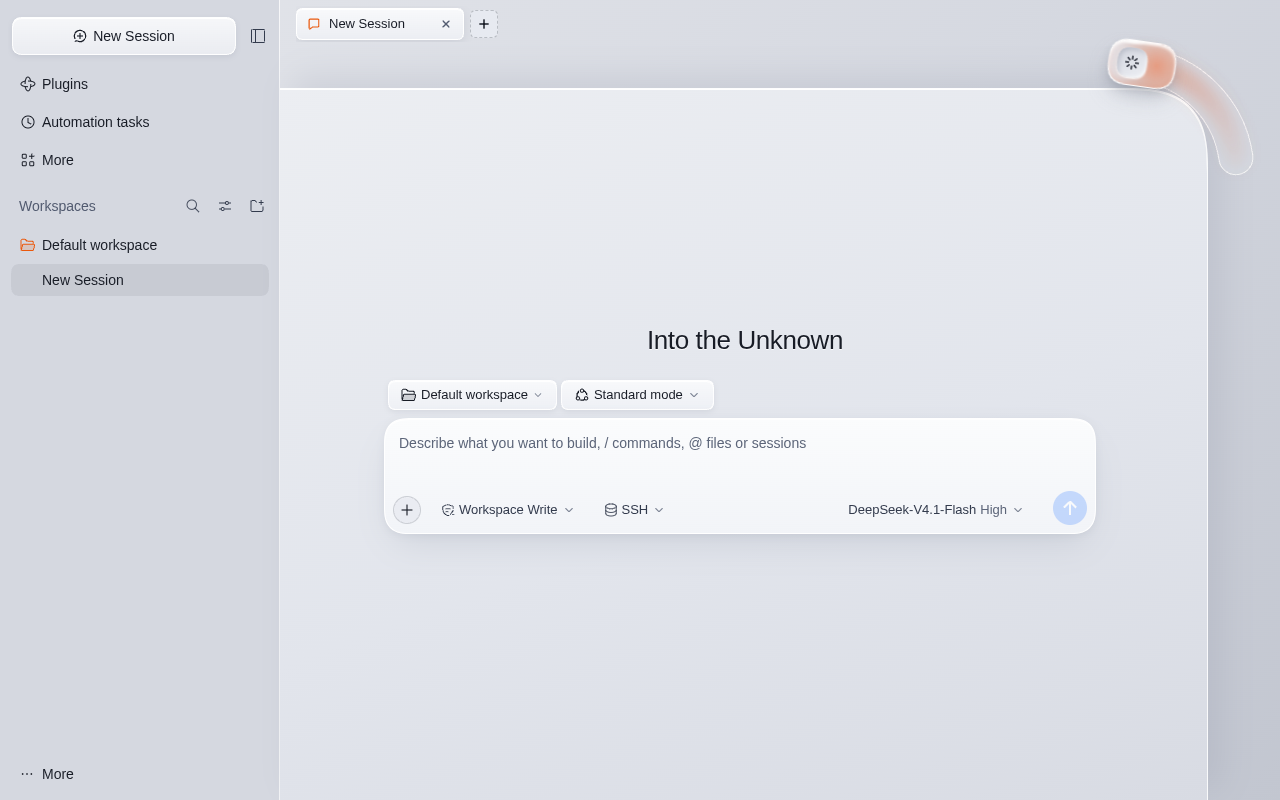 New Session
Plugins
Automation tasks
More
Workspaces
Default workspace
New Session
More
New Session
Into the Unknown
Default workspace
Standard mode
Describe what you want to build, / commands, @ files or sessions
Workspace Write
SSH
DeepSeek-V4.1-Flash High